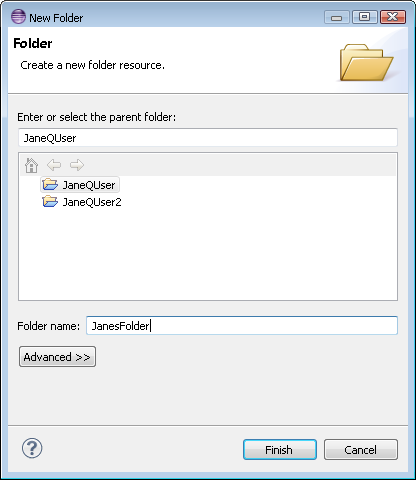 New Folder
Folder
Create a new folder resource.
Enter or select the parent folder:
JaneQUser
JaneQUser
JaneQUser2
Folder name: JanesFolder
Advanced >>
? Finish Cancel